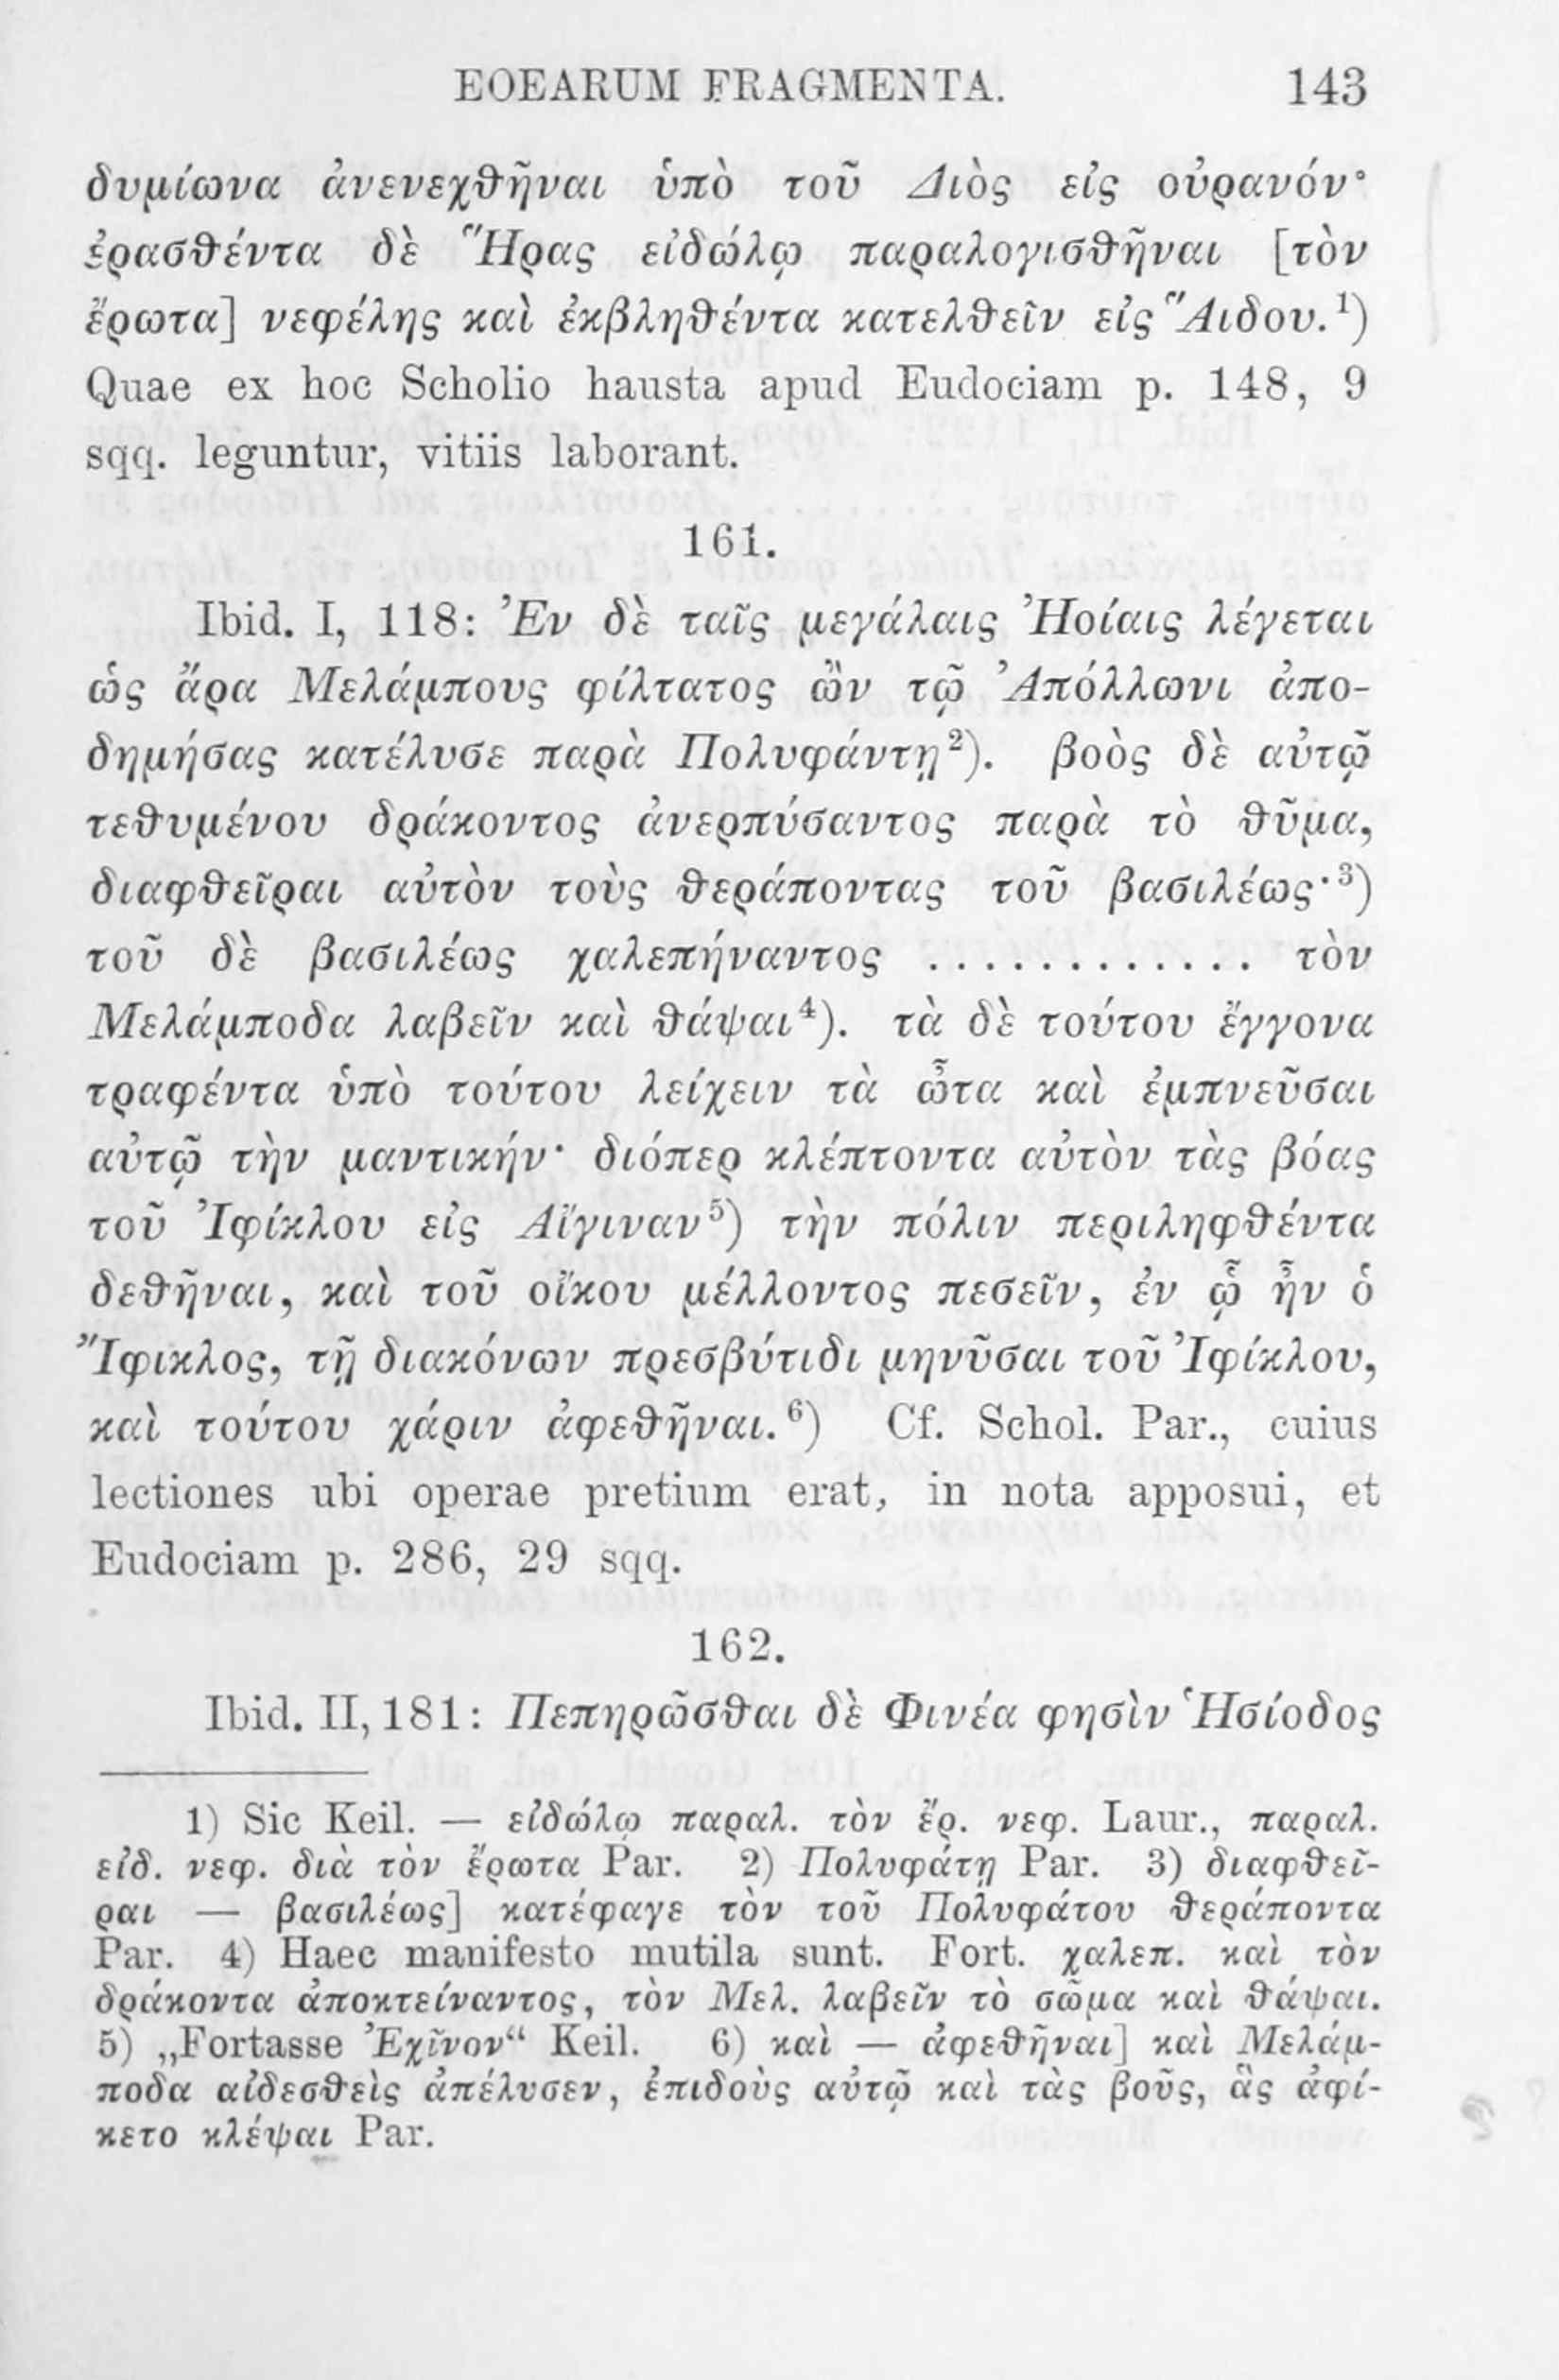 EOEARUM FRAGMENTA. 143
δυμίωνα ἀνενεχθῆναι ὑπὸ τοῦ Διὸς εἰς οὐρανόν·
ἐρασθέντα δὲ Ἥρας εἰδώλῳ παραλογισθῆναι [τὸν
ἔρωτα] νεφέλης καὶ ἐκβληθέντα κατελθεῖν εἰς Ἅιδου.¹)
Quae ex hoc Scholio hausta apud Eudociam p. 148, 9
sqq. leguntur, vitiis laborant.
161.
Ibid. I, 118: Ἐν δὲ ταῖς μεγάλαις Ἠοίαις λέγεται
ὡς ἄρα Μελάμπους φίλτατος ὢν τῷ Ἀπόλλωνι ἀπο-
δημήσας κατέλυσε παρὰ Πολυφάντῃ²). βοὸς δὲ αὐτῷ
τεθυμένου δράκοντος ἀνερπύσαντος παρὰ τὸ θῦμα,
διαφθεῖραι αὐτὸν τοὺς θεράποντας τοῦ βασιλέως·³)
τοῦ δὲ βασιλέως χαλεπήναντος . . . . . . . . . . . . τὸν
Μελάμποδα λαβεῖν καὶ θάψαι⁴). τὰ δὲ τούτου ἔγγονα
τραφέντα ὑπὸ τούτου λείχειν τὰ ὦτα καὶ ἐμπνεῦσαι
αὐτῷ τὴν μαντικήν· διόπερ κλέπτοντα αὐτὸν τὰς βόας
τοῦ Ἰφίκλου εἰς Αἴγιναν⁵) τὴν πόλιν περιληφθέντα
δεθῆναι, καὶ τοῦ οἴκου μέλλοντος πεσεῖν, ἐν ᾧ ἦν ὁ
Ἴφικλος, τῇ διακόνων πρεσβύτιδι μηνῦσαι τοῦ Ἰφίκλου,
καὶ τούτου χάριν ἀφεθῆναι.⁶) Cf. Schol. Par., cuius
lectiones ubi operae pretium erat, in nota apposui, et
Eudociam p. 286, 29 sqq.
162.
Ibid. II, 181: Πεπηρῶσθαι δὲ Φινέα φησὶν Ἡσίοδος
1) Sic Keil. — εἰδώλῳ παραλ. τὸν ἔρ. νεφ. Laur., παραλ.
εἰδ. νεφ. διὰ τὸν ἔρωτα Par. 2) Πολυφάτῃ Par. 3) διαφθεῖ-
ραι — βασιλέως] κατέφαγε τὸν τοῦ Πολυφάτου θεράποντα
Par. 4) Haec manifesto mutila sunt. Fort. χαλεπ. καὶ τὸν
δράκοντα ἀποκτείναντος, τὸν Μελ. λαβεῖν τὸ σῶμα καὶ θάψαι.
5) „Fortasse Ἐχῖνον“ Keil. 6) καὶ — ἀφεθῆναι] καὶ Μελάμ-
ποδα αἰδεσθεὶς ἀπέλυσεν, ἐπιδοὺς αὐτῷ καὶ τὰς βοῦς, ἃς ἀφί-
κετο κλέψαι Par.